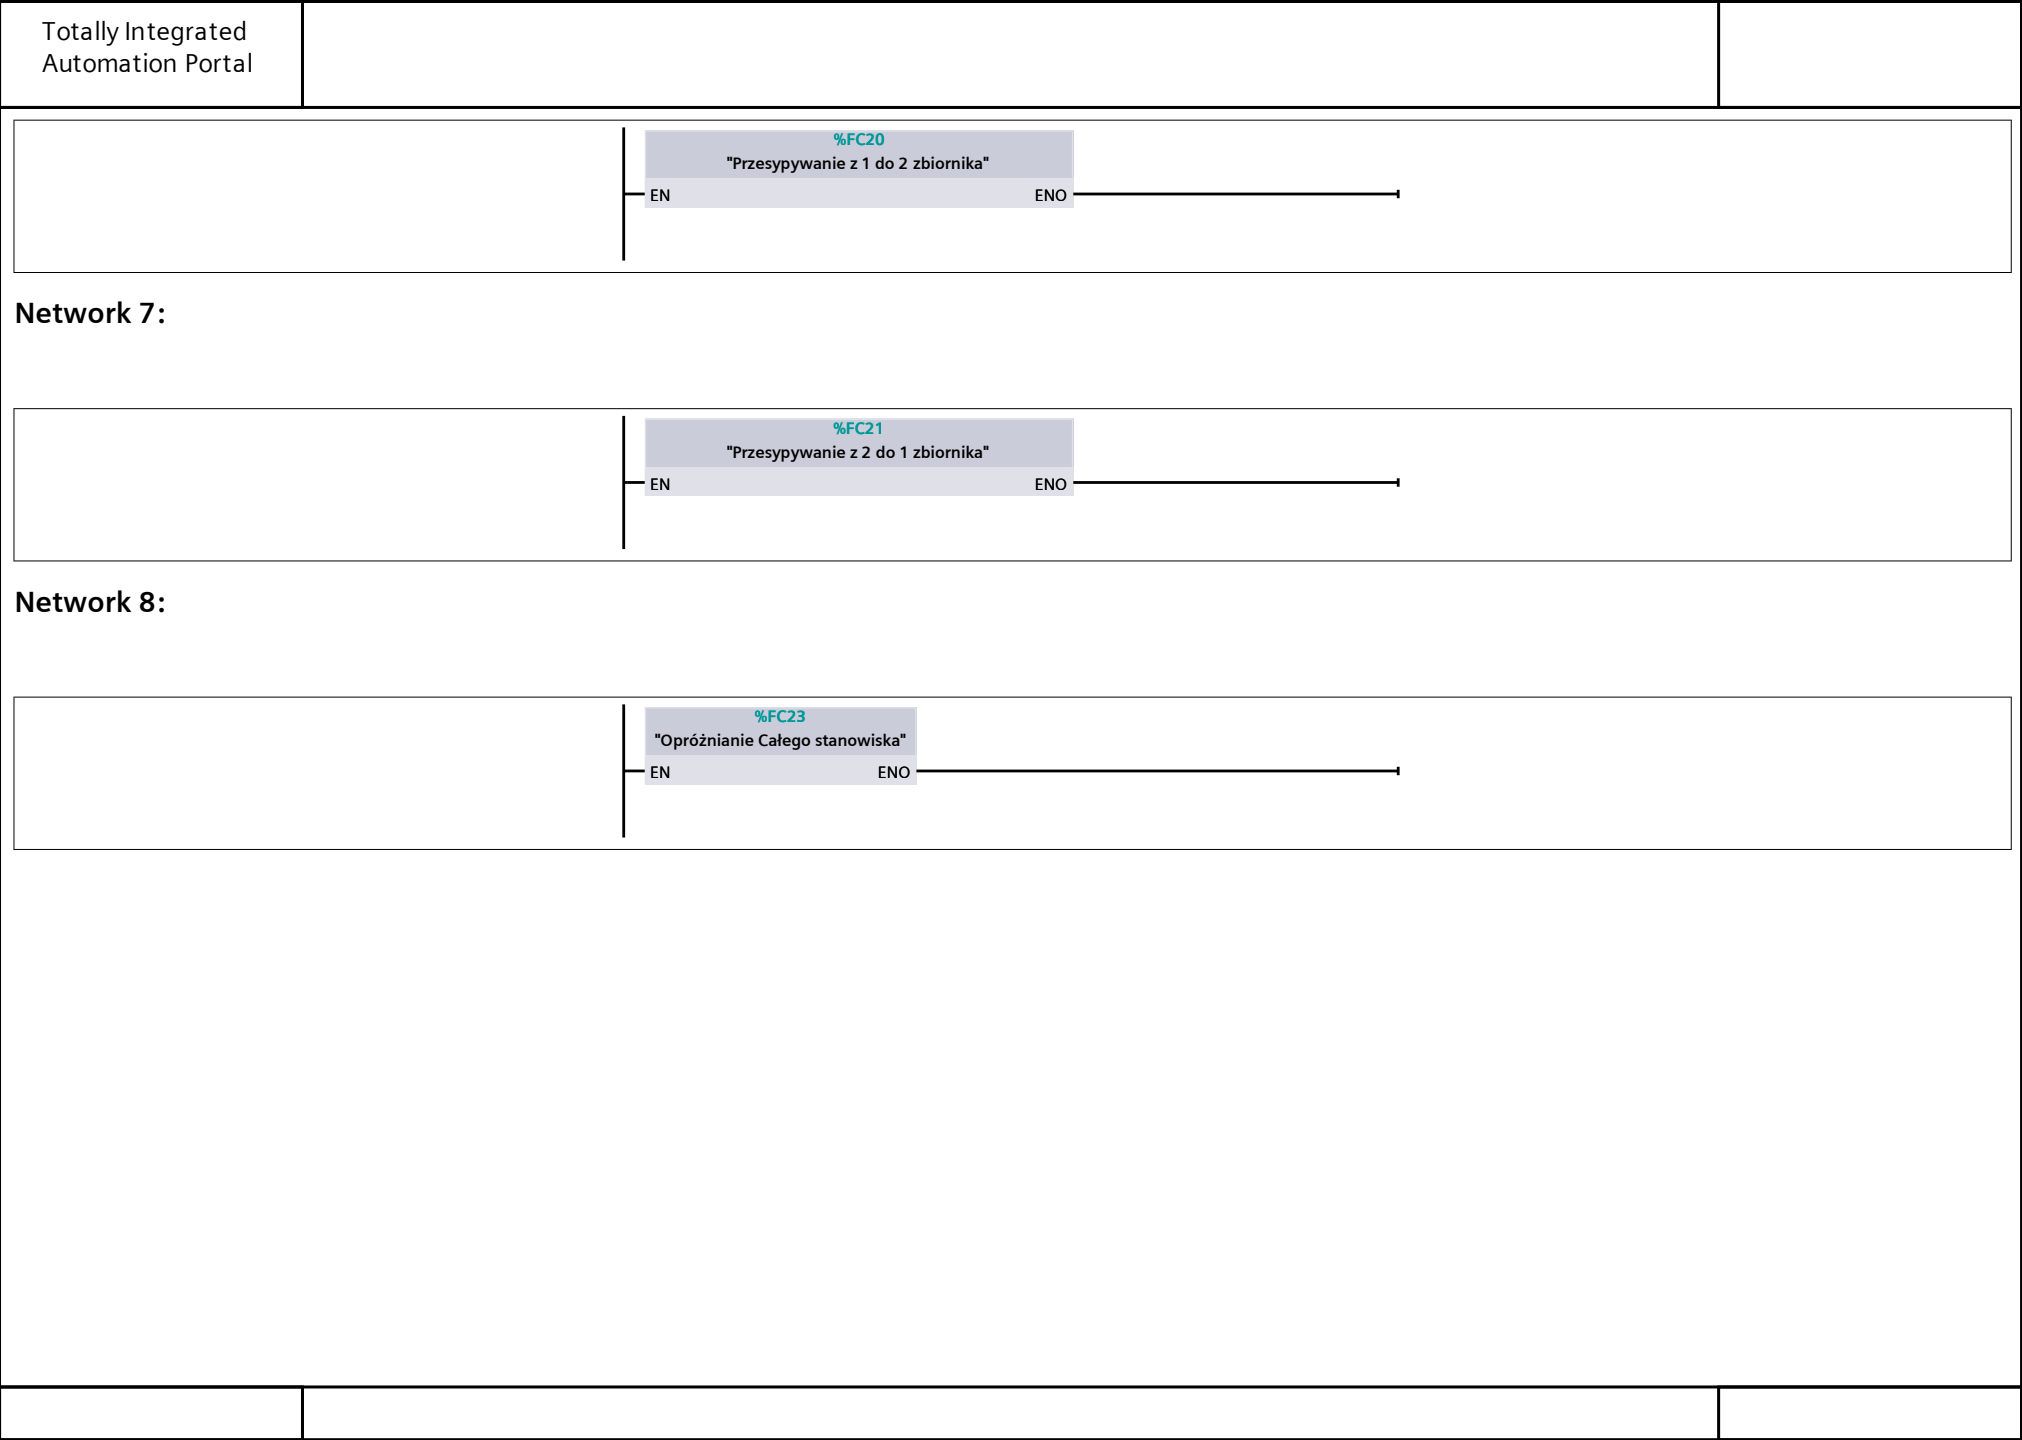 Totally Integrated
Automation Portal
%FC20
"Przesypywanie z 1 do 2 zbiornika"
EN ENO
Network 7:
%FC21
"Przesypywanie z 2 do 1 zbiornika"
EN ENO
Network 8:
%FC23
"Opróżnianie Całego stanowiska"
EN ENO